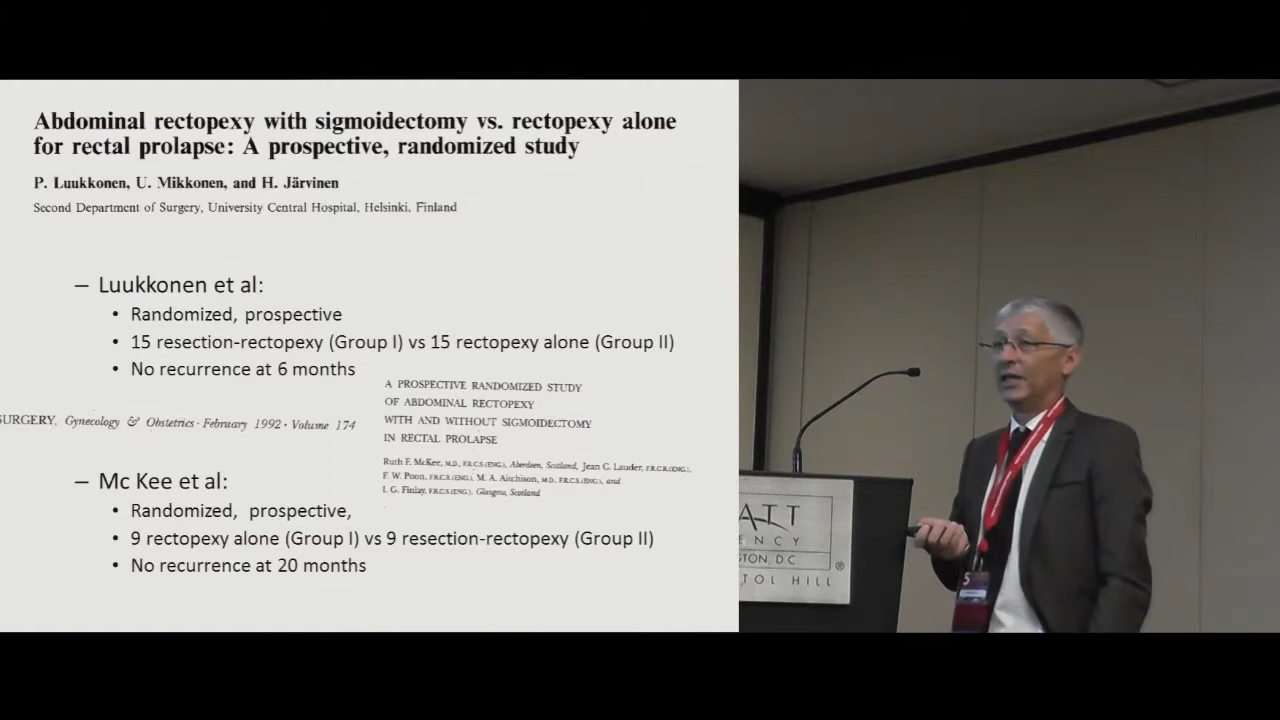 Abdominal rectopexy with sigmoidectomy vs. rectopexy alone
for rectal prolapse: A prospective, randomized study
P. Luukkonen, U. Mikkonen, and H. Järvinen
Second Department of Surgery, University Central Hospital, Helsinki, Finland
– Luukkonen et al:
• Randomized, prospective
• 15 resection-rectopexy (Group I) vs 15 rectopexy alone (Group II)
• No recurrence at 6 months
A PROSPECTIVE RANDOMIZED STUDY
OF ABDOMINAL RECTOPEXY
WITH AND WITHOUT SIGMOIDECTOMY
IN RECTAL PROLAPSE
SURGERY, Gynecology & Obstetrics · February 1992 · Volume 174
Ruth F. McKee, M.D., F.R.C.S.(ENG.), Aberdeen, Scotland, Jean C. Lauder, F.R.C.R.(ENG.),
F. W. Poon, F.R.C.R.(ENG.), M. A. Aitchison, M.D., F.R.C.S.(ENG.), and
I. G. Finlay, F.R.C.S.(ENG.), Glasgow, Scotland
– Mc Kee et al:
• Randomized, prospective,
• 9 rectopexy alone (Group I) vs 9 resection-rectopexy (Group II)
• No recurrence at 20 months
ATT
ENCY
TON, D.C.
TOL HILL
®
S